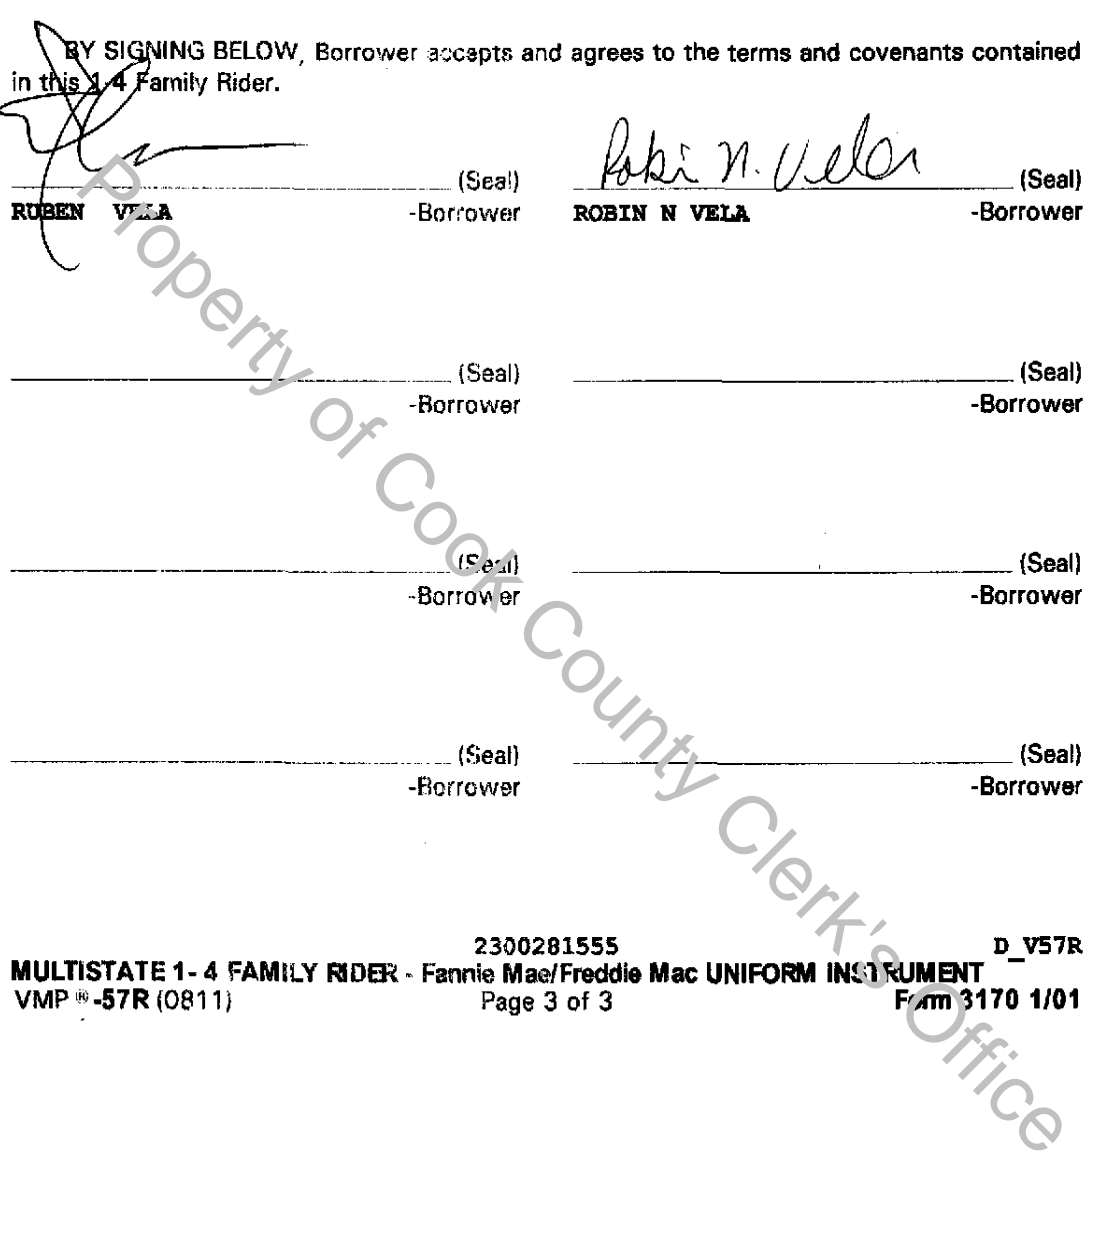 BY SIGNING BELOW, Borrower accepts and agrees to the terms and covenants contained
in this 1-4 Family Rider.
Robin N. Vela
(Seal) (Seal)
RUBEN VELA -Borrower ROBIN N VELA -Borrower
(Seal) (Seal)
-Borrower -Borrower
(Seal) (Seal)
-Borrower -Borrower
(Seal) (Seal)
-Borrower -Borrower
2300281555 D_V57R
MULTISTATE 1- 4 FAMILY RIDER - Fannie Mae/Freddie Mac UNIFORM INSTRUMENT
VMP ®-57R (0811) Page 3 of 3 Form 3170 1/01
Property of Cook County Clerk's Office